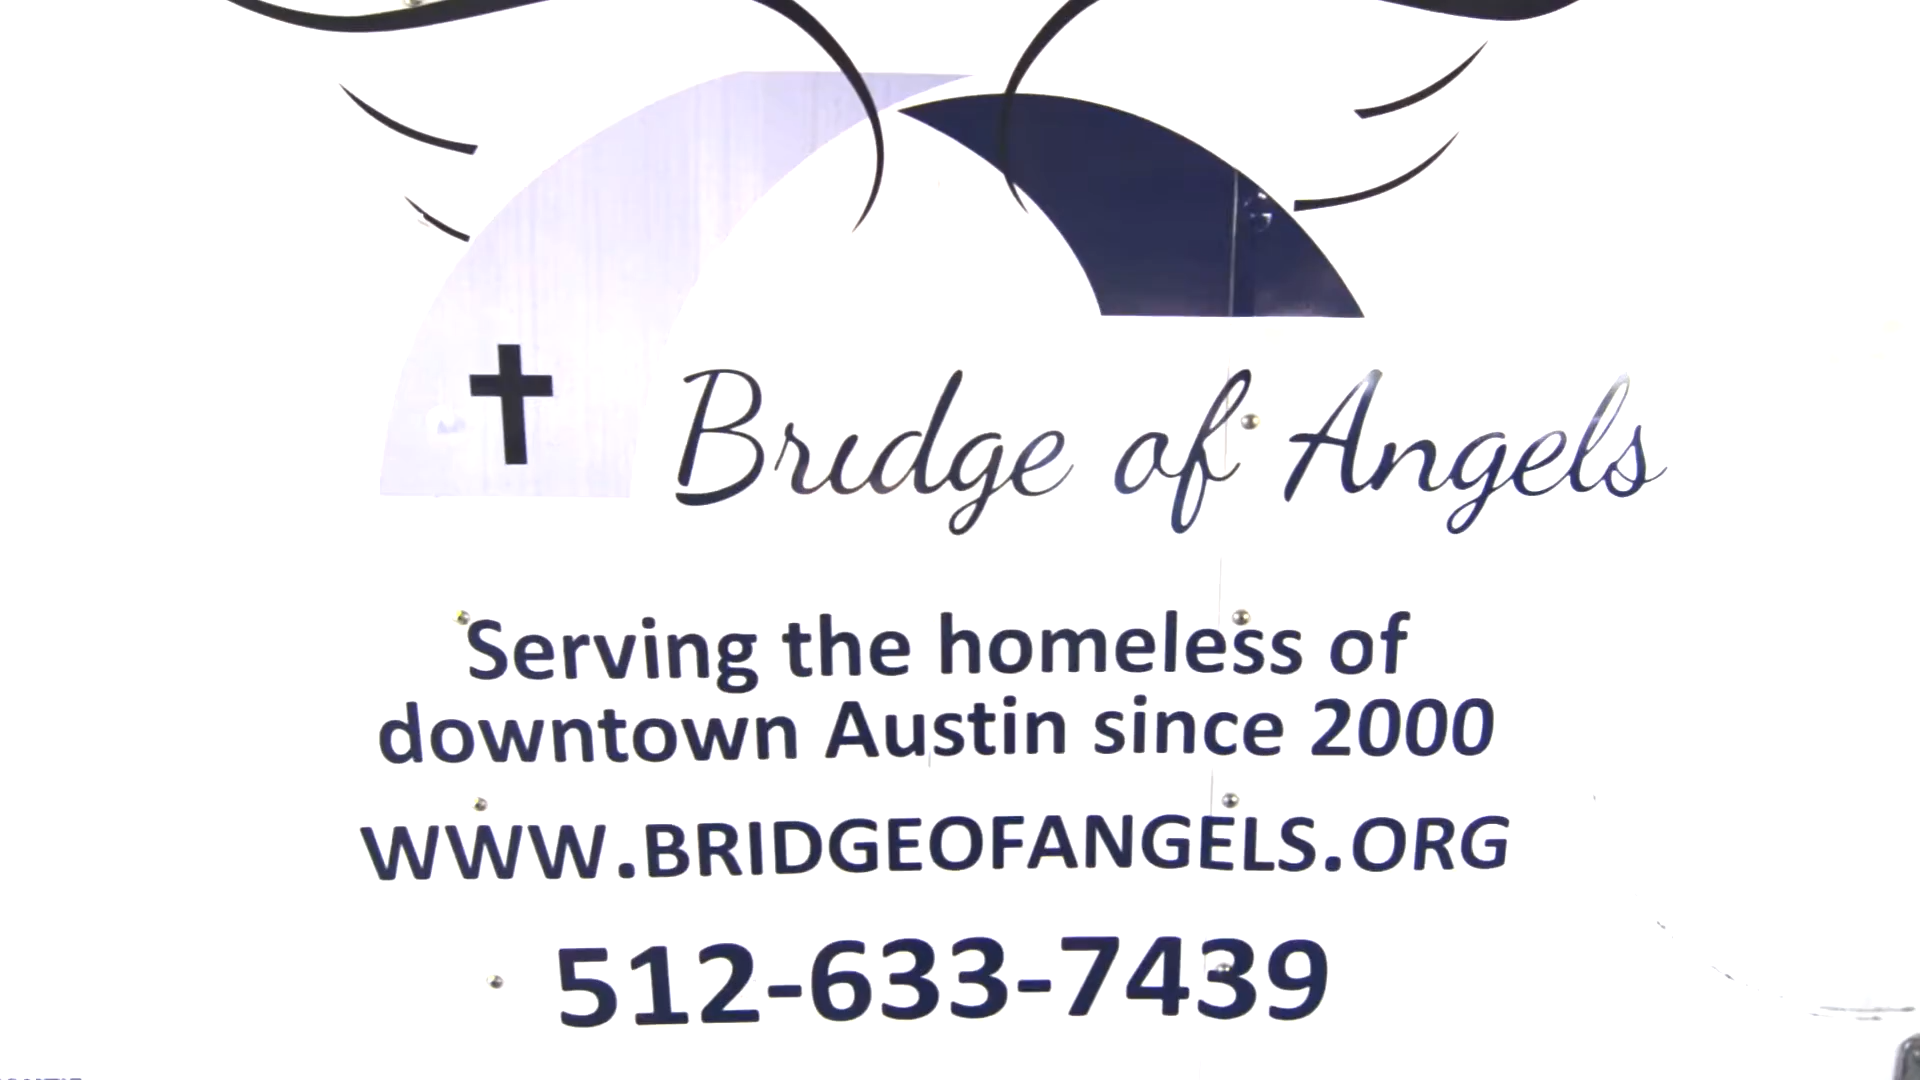 Bridge of Angels
Serving the homeless of
downtown Austin since 2000
WWW.BRIDGEOFANGELS.ORG
512-633-7439